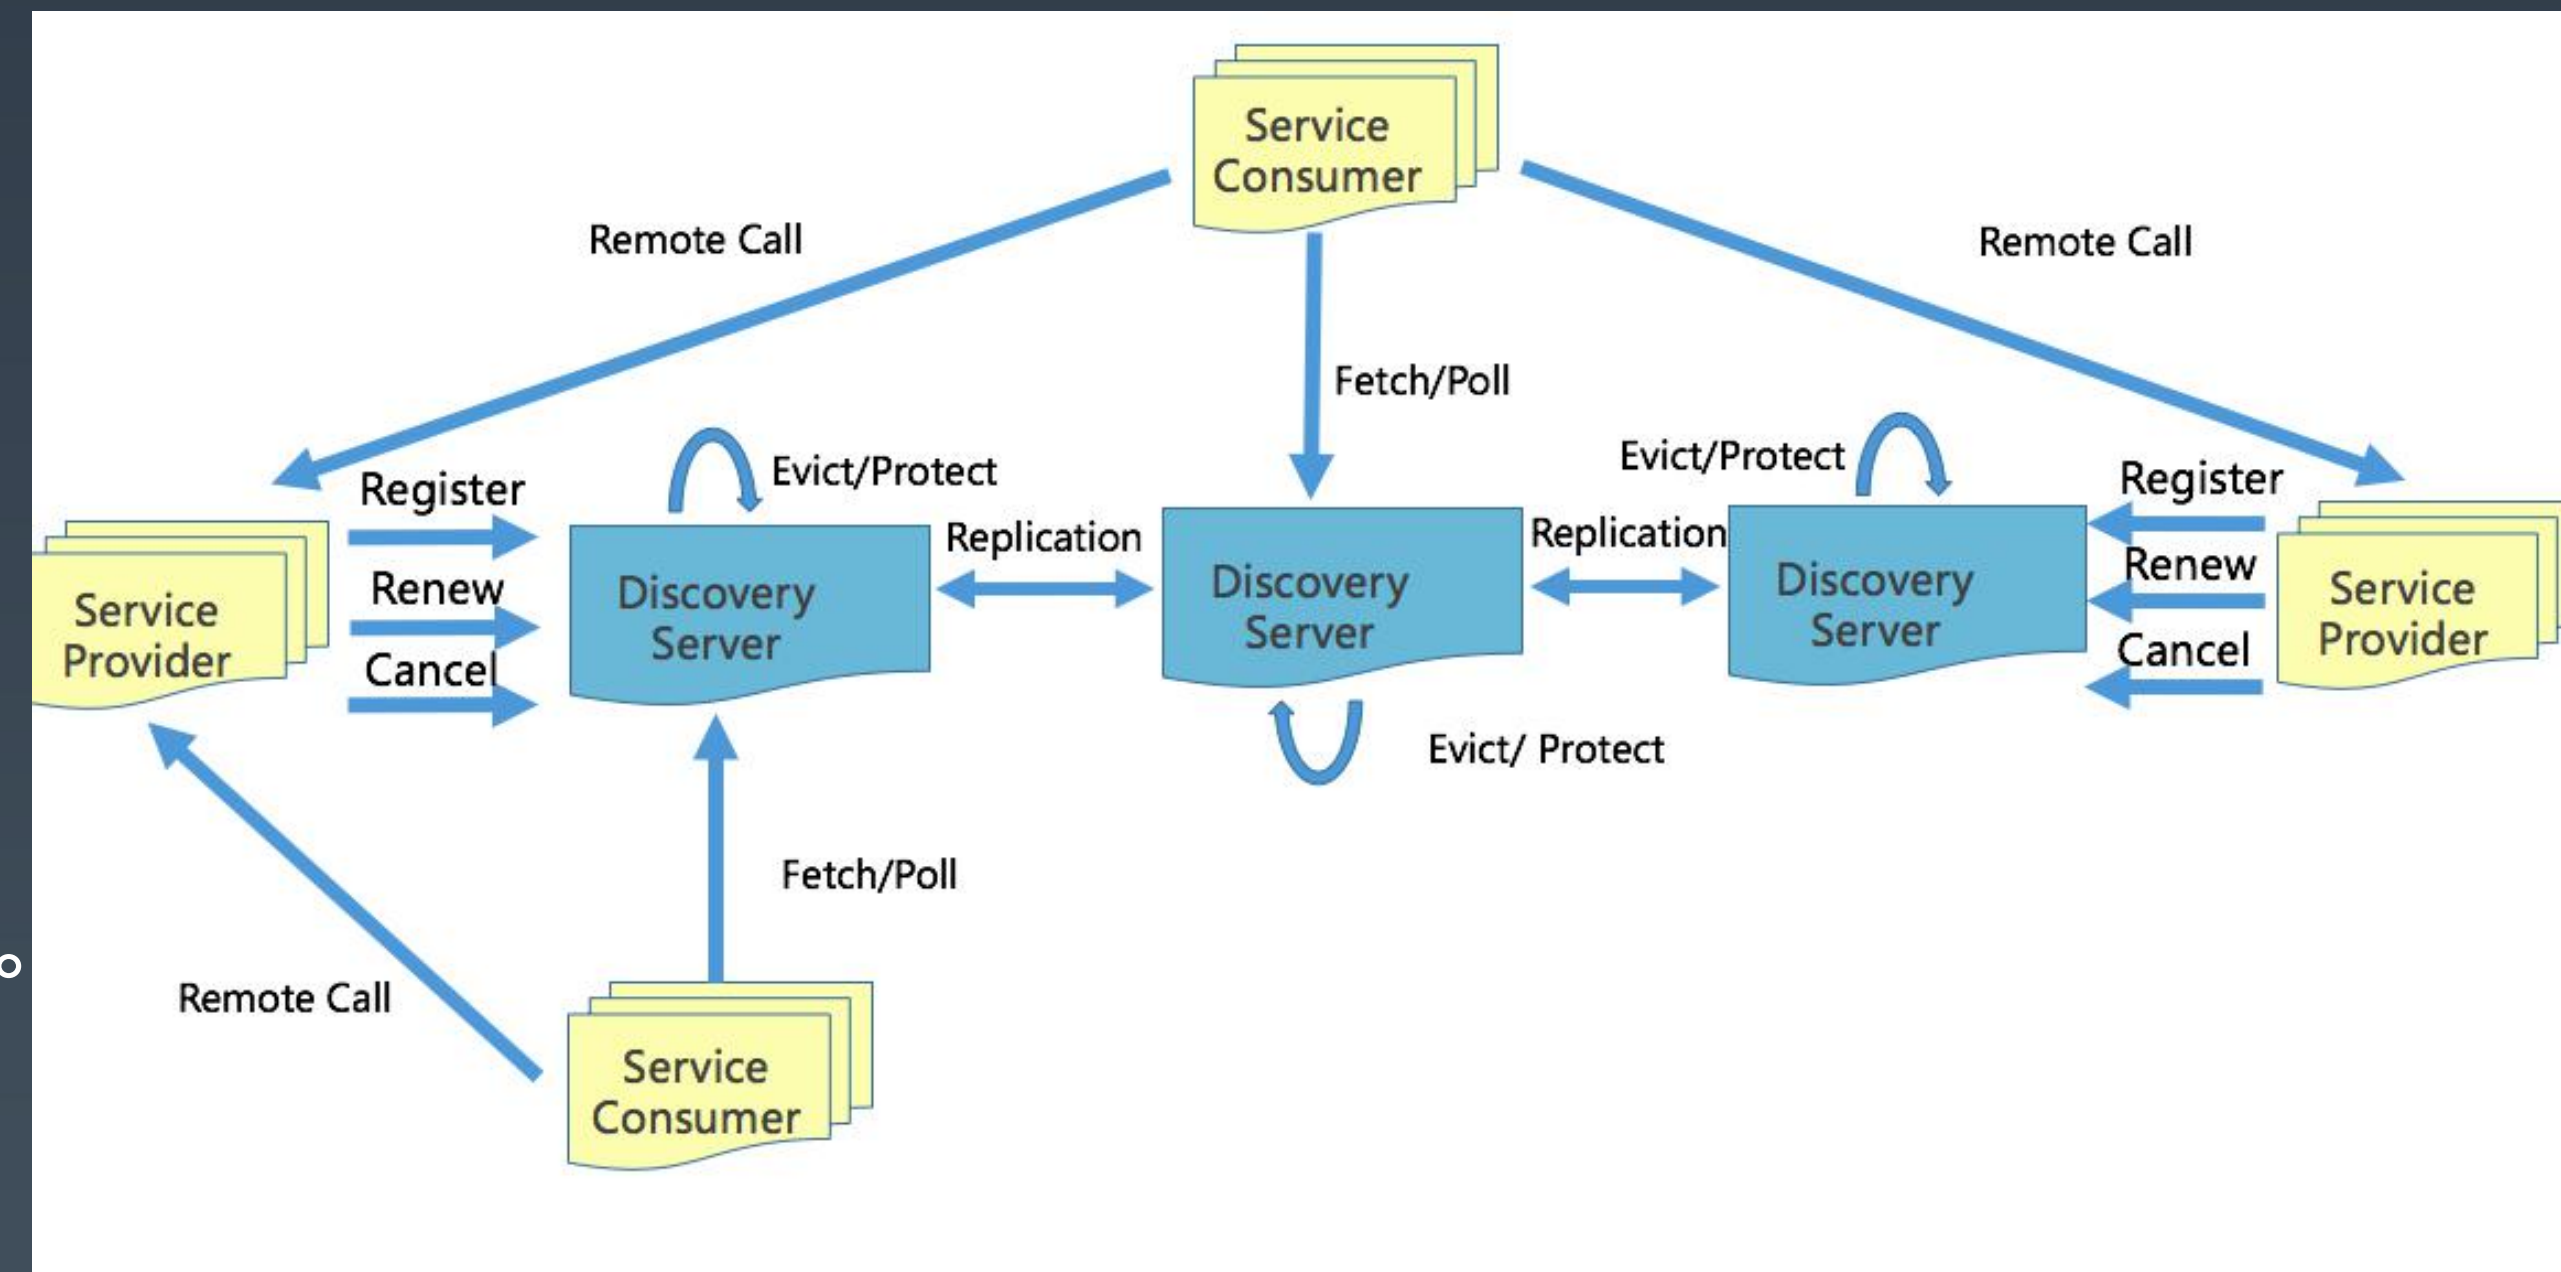 Service
Consumer
Remote Call
Remote Call
Fetch/Poll
Evict/Protect
Evict/Protect
Register
Register
Replication
Replication
Renew
Renew
Cancel
Cancel
Service
Provider
Discovery
Server
Discovery
Server
Discovery
Server
Service
Provider
Evict/ Protect
Fetch/Poll
Remote Call
Service
Consumer